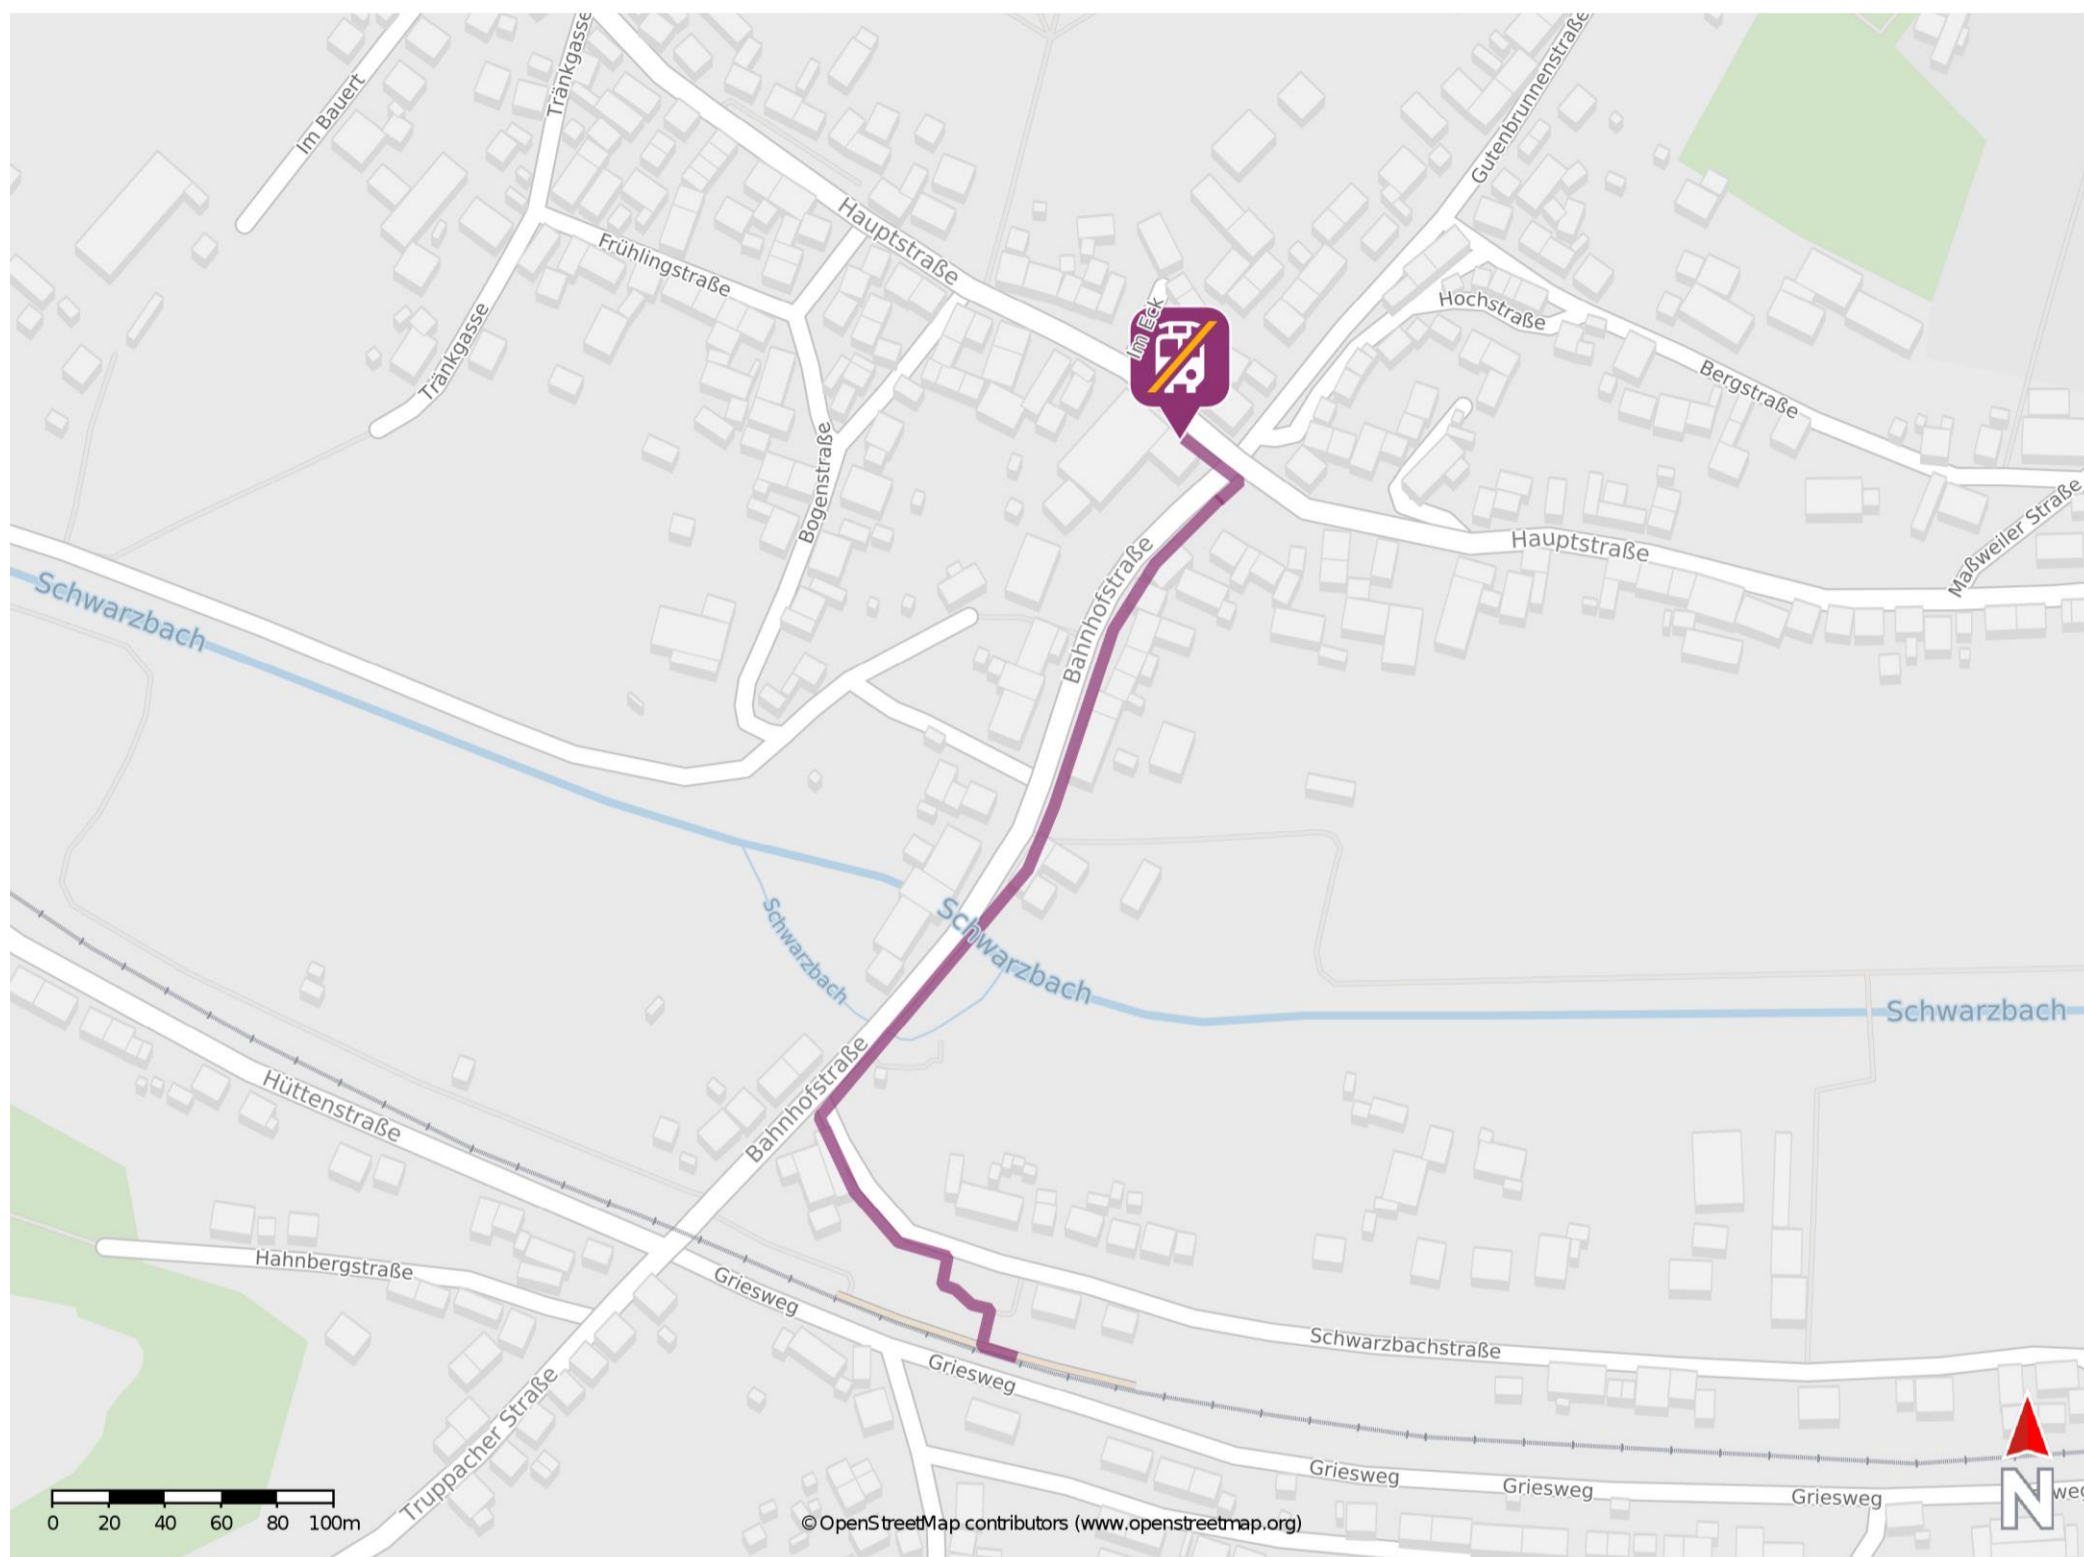 Im Bauert
Tränkgasse
Gutenbrunnenstraße
Hauptstraße
Frühlingstraße
Im Eck
Hochstraße
Tränkgasse
Bergstraße
Bogenstraße
Maßweiler Straße
Hauptstraße
Bahnhofstraße
Schwarzbach
Schwarzbach
Schwarzbach
Schwarzbach
Bahnhofstraße
Hüttenstraße
Hahnbergstraße
Griesweg
Schwarzbachstraße
Griesweg
Truppacher Straße
Griesweg
Griesweg
Griesweg
weg
N
0 20 40 60 80 100m
© OpenStreetMap contributors (www.openstreetmap.org)